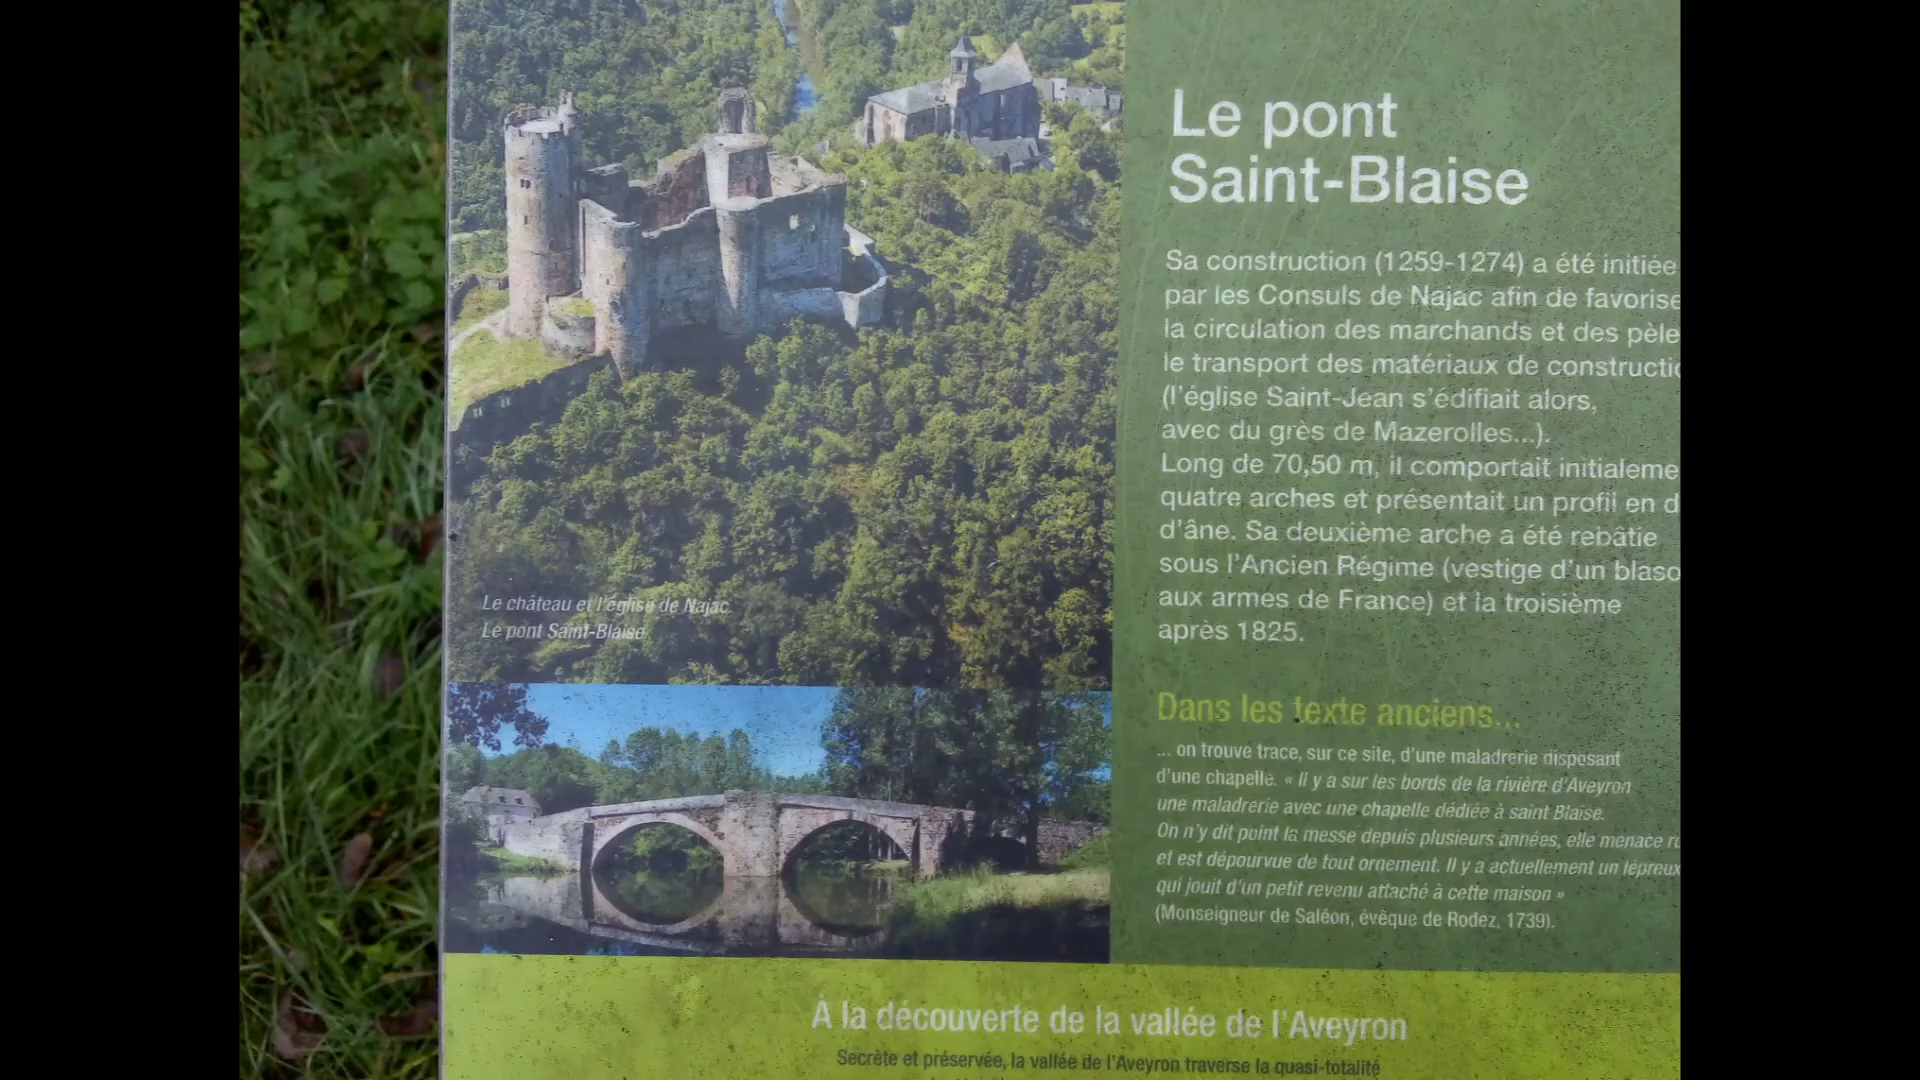 Le pont
Saint-Blaise
Sa construction (1259-1274) a été initiée
par les Consuls de Najac afin de favorise
la circulation des marchands et des pèle
le transport des matériaux de constructi
(l'église Saint-Jean s'édifiait alors,
avec du grès de Mazerolles...).
Long de 70,50 m, il comportait initialeme
quatre arches et présentait un profil en d
d'âne. Sa deuxième arche a été rebâtie
sous l'Ancien Régime (vestige d'un blaso
aux armes de France) et la troisième
après 1825.
Le château et l'église de Najac
Le pont Saint-Blaise
Dans les texte anciens...
... on trouve trace, sur ce site, d'une maladrerie disposant
d'une chapelle. « Il y a sur les bords de la rivière d'Aveyron
une maladrerie avec une chapelle dédiée à saint Blaise.
On n'y dit point la messe depuis plusieurs années, elle menace ru
et est dépourvue de tout ornement. Il y a actuellement un lépreux
qui jouit d'un petit revenu attaché à cette maison »
(Monseigneur de Saléon, évêque de Rodez, 1739).
À la découverte de la vallée de l'Aveyron
Secrète et préservée, la vallée de l'Aveyron traverse la quasi-totalité